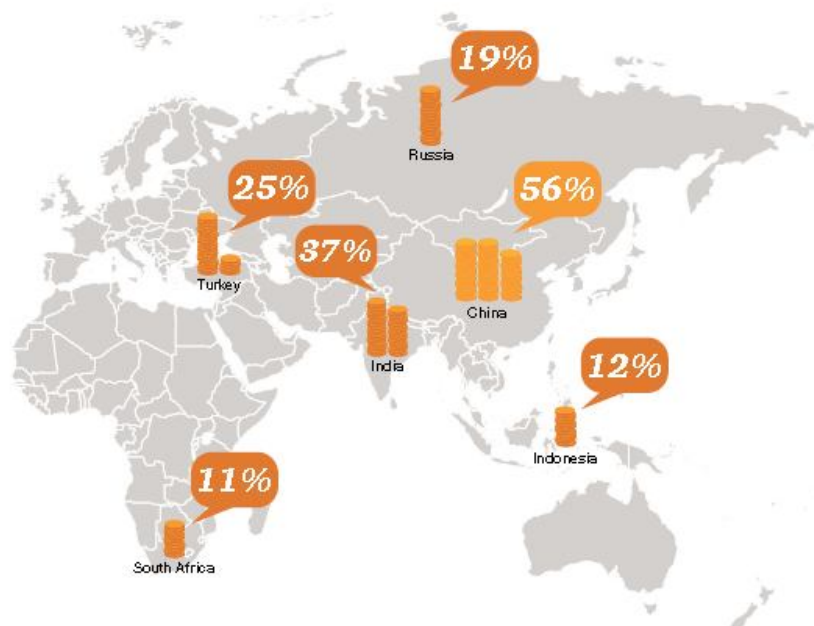 19%
Russia
25%
Turkey
56%
China
37%
India
12%
Indonesia
11%
South Africa